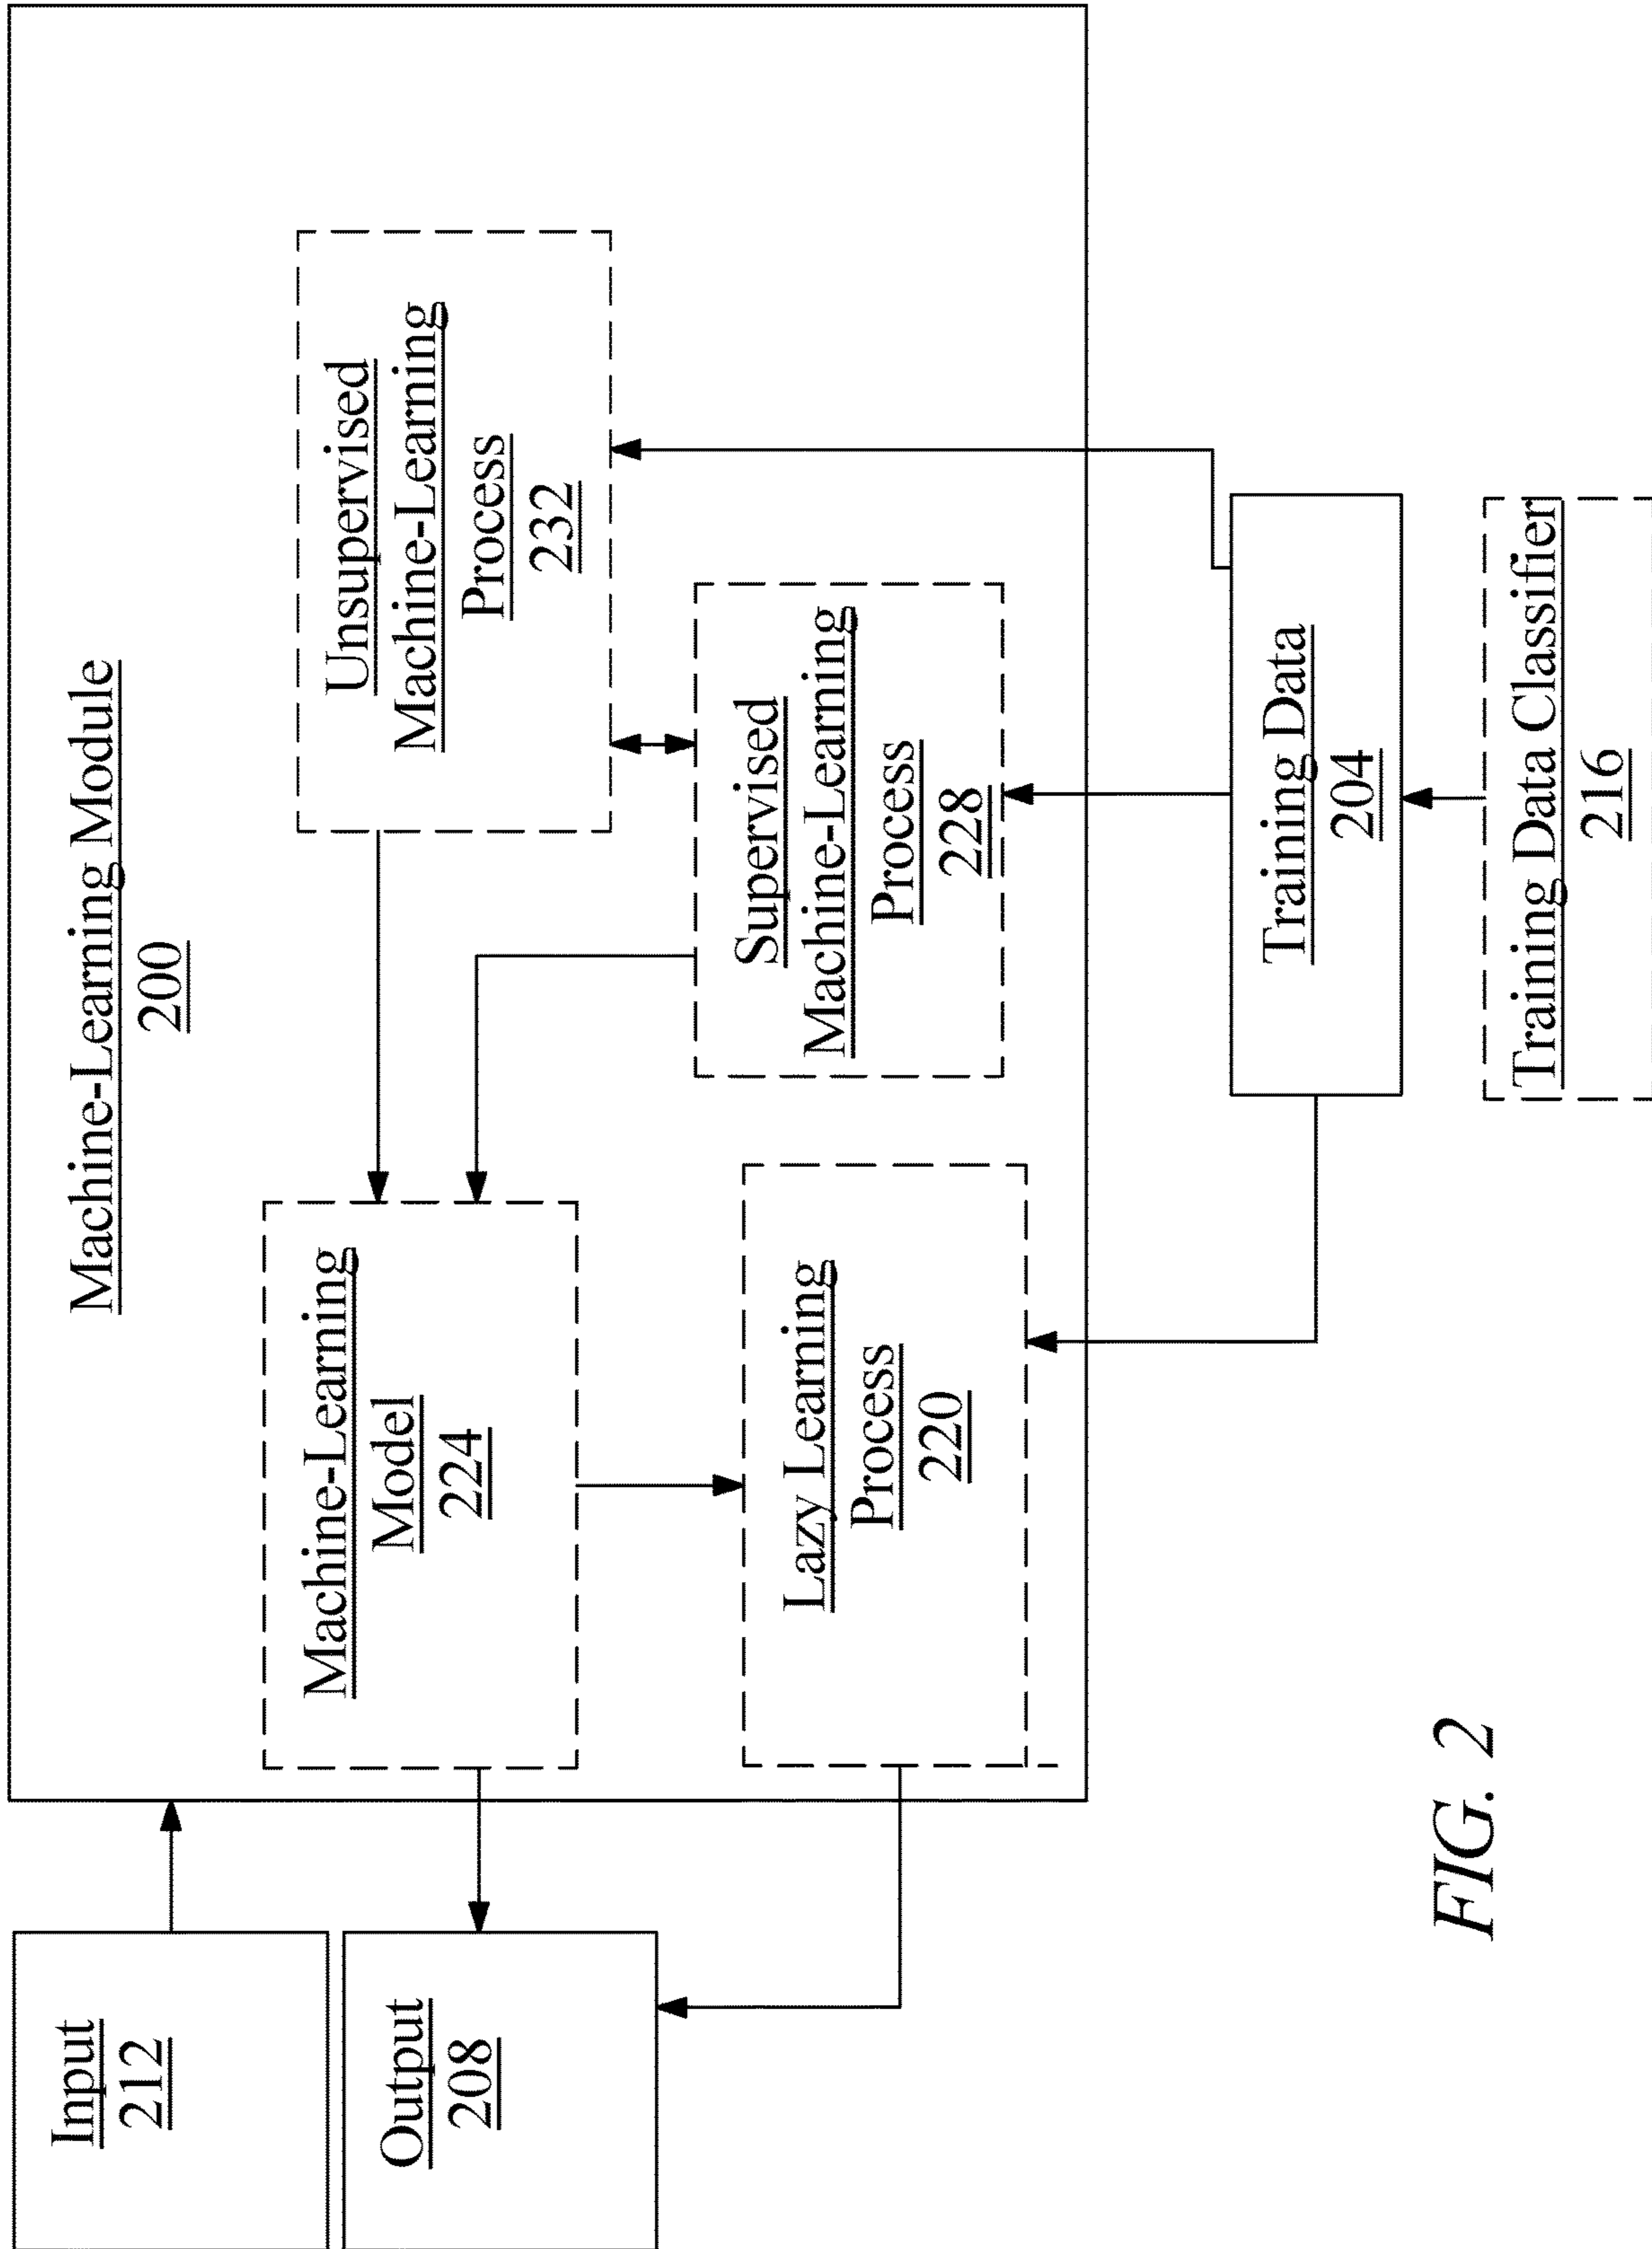 Machine-Learning Module
200
Input
212
Output
208
Machine-Learning
Model
224
Unsupervised
Machine-Learning
Process
232
Lazy Learning
Process
220
Supervised
Machine-Learning
Process
228
Training Data
204
Training Data Classifier
216
FIG. 2